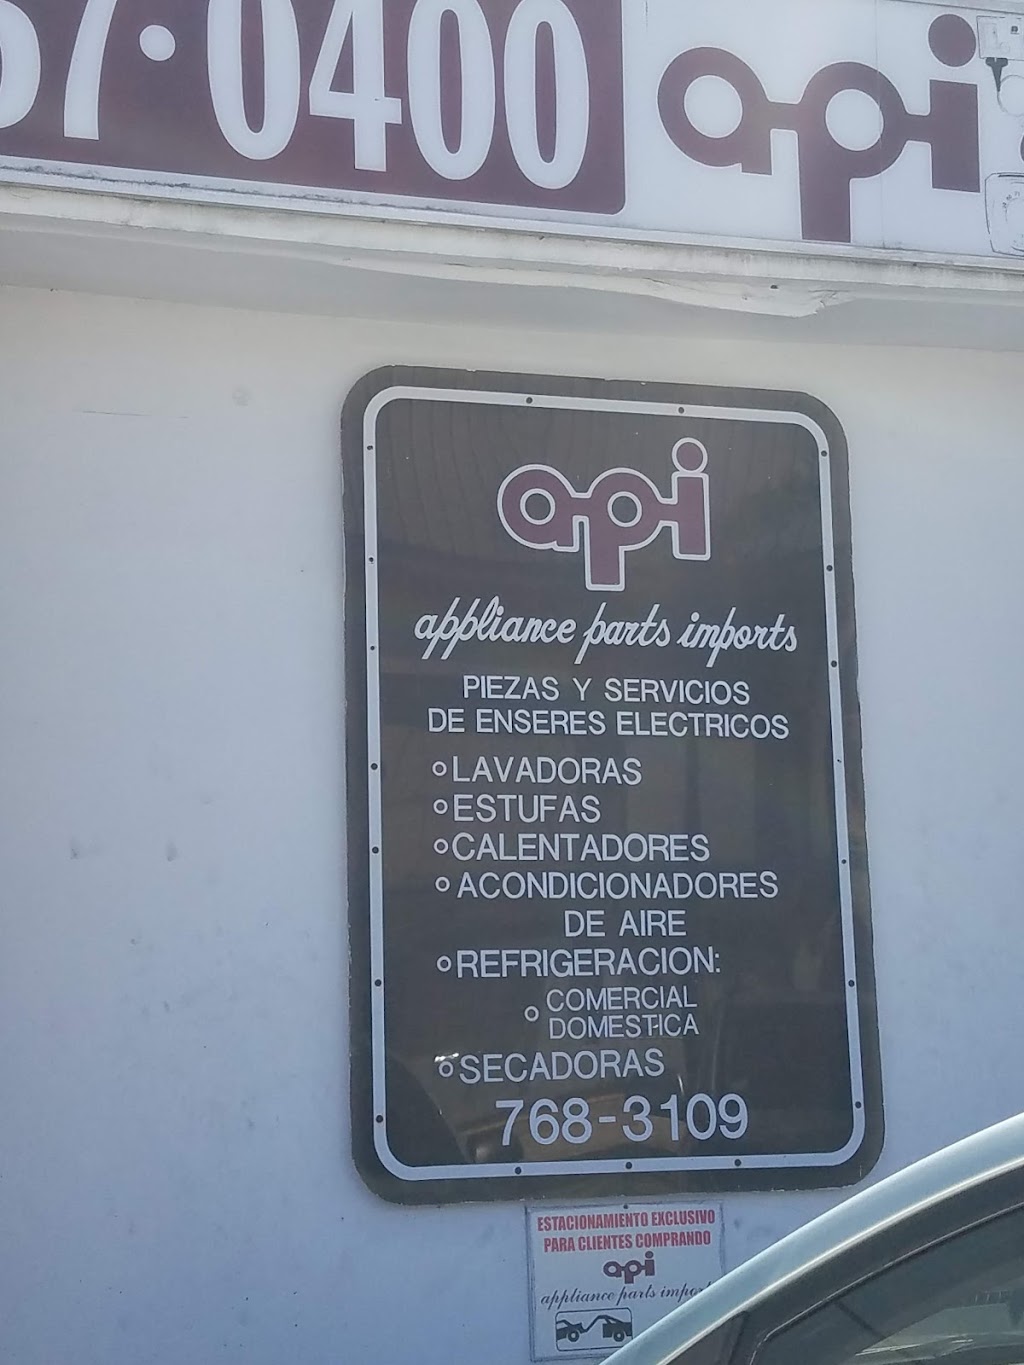 57·0400
api
api
appliance parts imports
PIEZAS Y SERVICIOS
DE ENSERES ELECTRICOS
LAVADORAS
ESTUFAS
CALENTADORES
ACONDICIONADORES
DE AIRE
REFRIGERACION:
COMERCIAL
DOMESTICA
SECADORAS
768-3109
ESTACIONAMIENTO EXCLUSIVO
PARA CLIENTES COMPRANDO
api
appliance parts